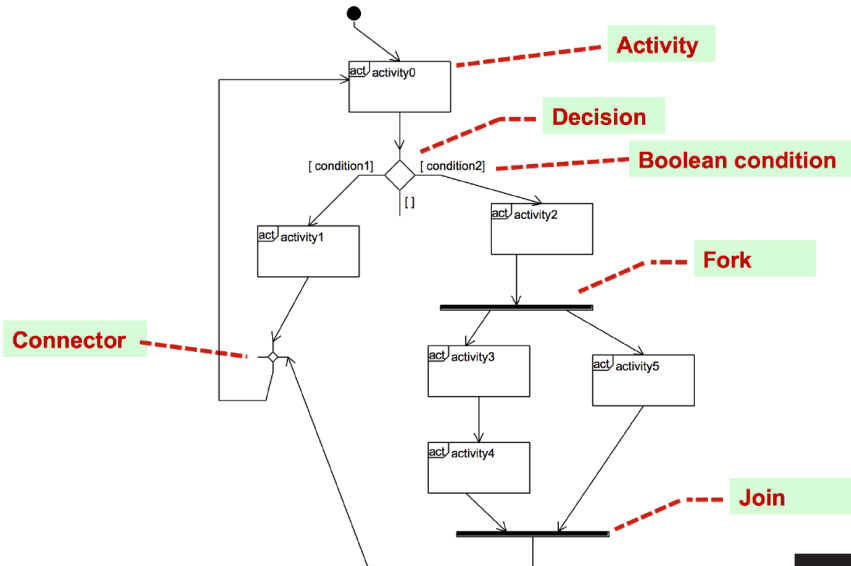 Activity
act activity0
Decision
[ condition1]
[ condition2]
Boolean condition
[ ]
act activity2
act activity1
Fork
Connector
act activity3
act activity5
act activity4
Join